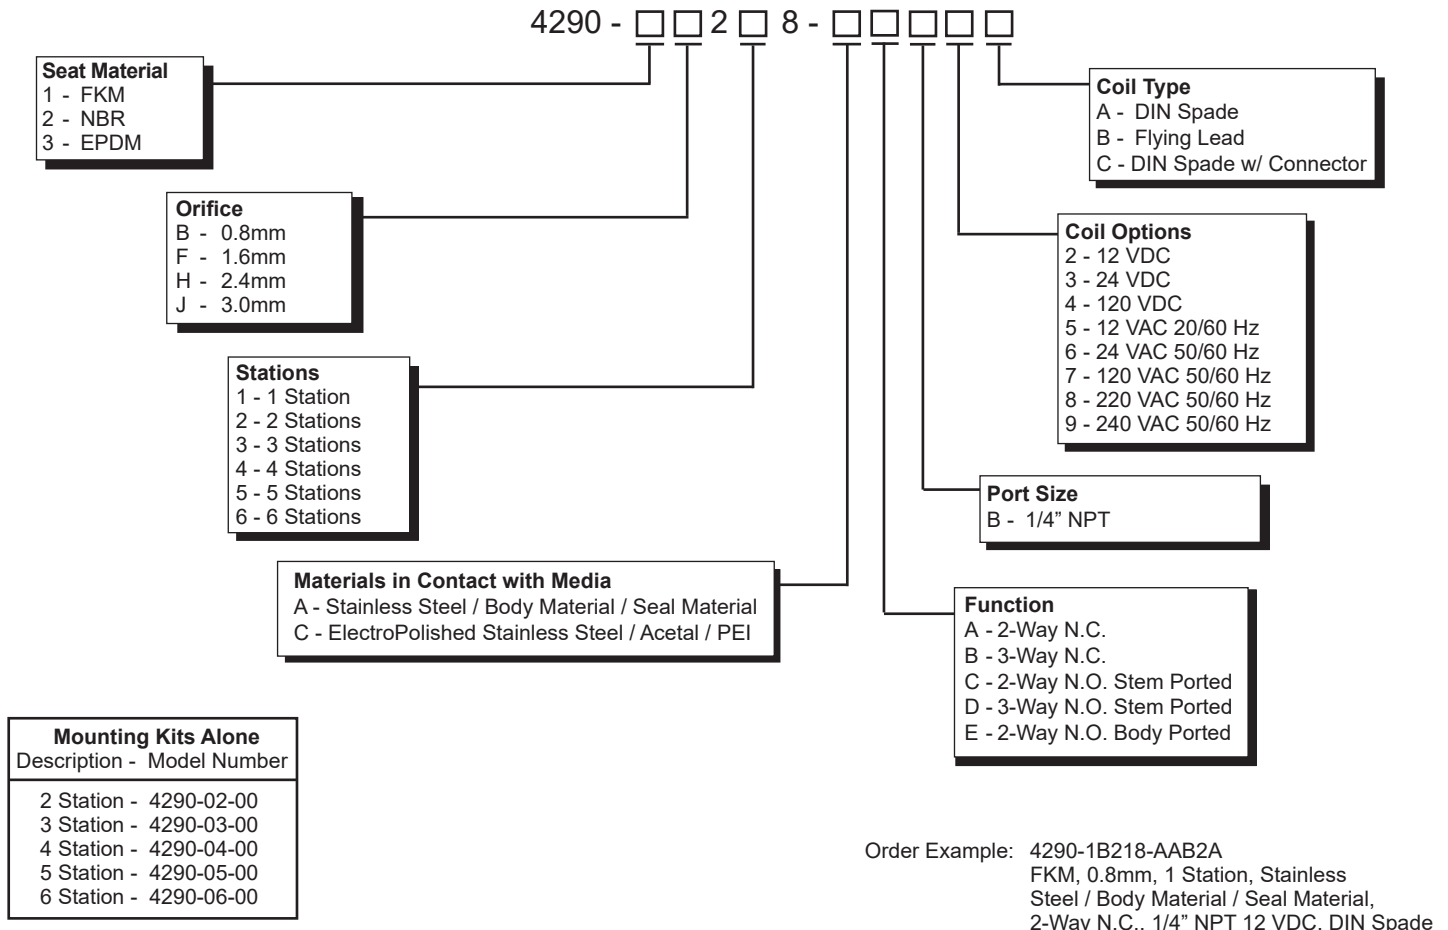 4290 - □ □ 2 □ 8 - □ □ □ □ □
Seat Material
1 - FKM
2 - NBR
3 - EPDM
Coil Type
A - DIN Spade
B - Flying Lead
C - DIN Spade w/ Connector
Orifice
B - 0.8mm
F - 1.6mm
H - 2.4mm
J - 3.0mm
Coil Options
2 - 12 VDC
3 - 24 VDC
4 - 120 VDC
5 - 12 VAC 20/60 Hz
6 - 24 VAC 50/60 Hz
7 - 120 VAC 50/60 Hz
8 - 220 VAC 50/60 Hz
9 - 240 VAC 50/60 Hz
Stations
1 - 1 Station
2 - 2 Stations
3 - 3 Stations
4 - 4 Stations
5 - 5 Stations
6 - 6 Stations
Port Size
B - 1/4” NPT
Materials in Contact with Media
A - Stainless Steel / Body Material / Seal Material
C - ElectroPolished Stainless Steel / Acetal / PEI
Function
A - 2-Way N.C.
B - 3-Way N.C.
C - 2-Way N.O. Stem Ported
D - 3-Way N.O. Stem Ported
E - 2-Way N.O. Body Ported
Mounting Kits Alone
Description - Model Number
2 Station - 4290-02-00
3 Station - 4290-03-00
4 Station - 4290-04-00
5 Station - 4290-05-00
6 Station - 4290-06-00
Order Example: 4290-1B218-AAB2A
FKM, 0.8mm, 1 Station, Stainless
Steel / Body Material / Seal Material,
2-Way N.C., 1/4” NPT 12 VDC, DIN Spade